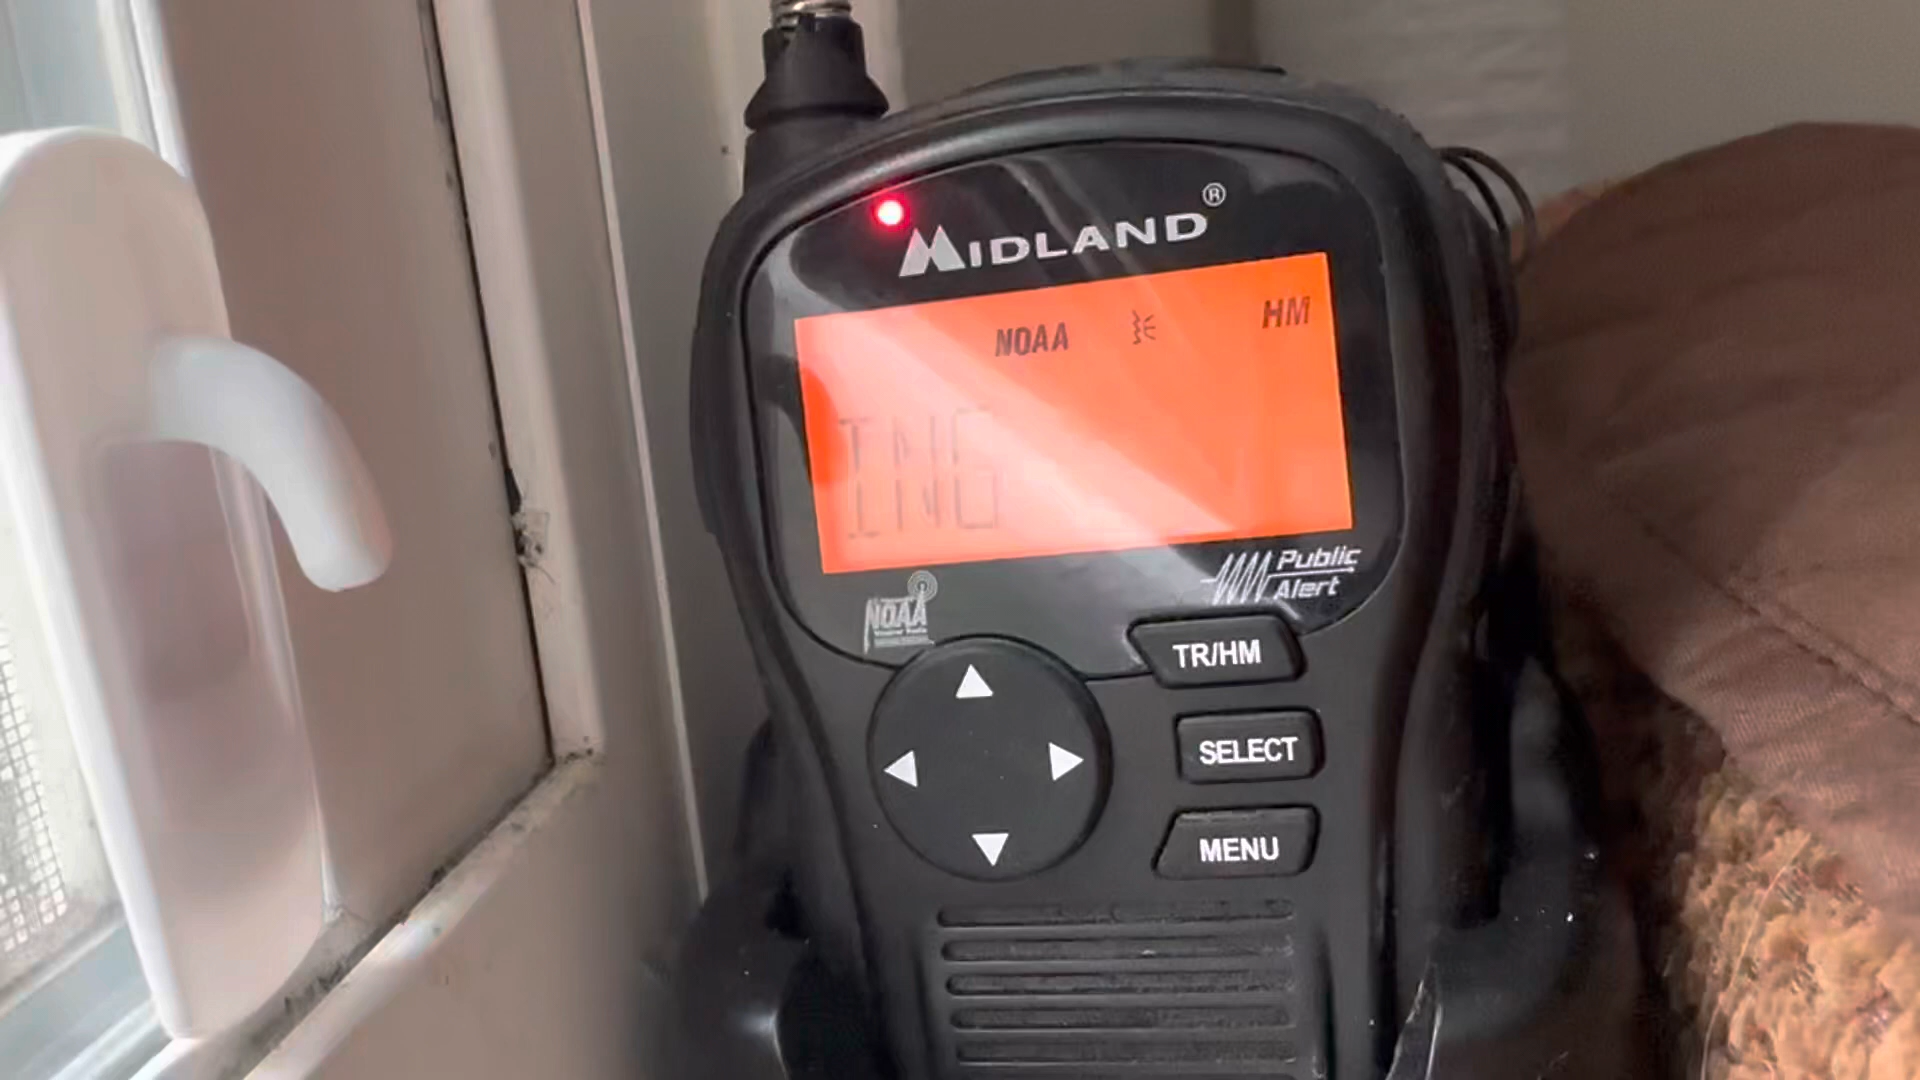 MIDLAND®
NOAA HM
ING
NOAA
Public
Alert
TR/HM
SELECT
MENU